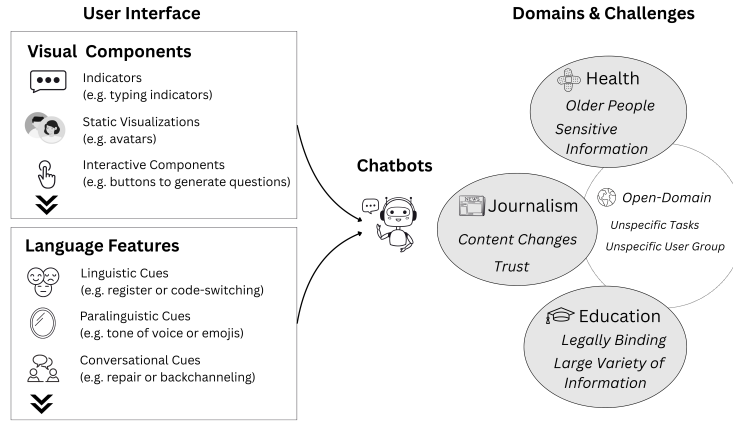 User Interface
Visual Components
Indicators
(e.g. typing indicators)
Static Visualizations
(e.g. avatars)
Interactive Components
(e.g. buttons to generate questions)
Language Features
Linguistic Cues
(e.g. register or code-switching)
Paralinguistic Cues
(e.g. tone of voice or emojis)
Conversational Cues
(e.g. repair or backchanneling)
Chatbots
Domains & Challenges
Health
Older People
Sensitive
Information
NEWS
Journalism
Content Changes
Trust
Open-Domain
Unspecific Tasks
Unspecific User Group
Education
Legally Binding
Large Variety of
Information